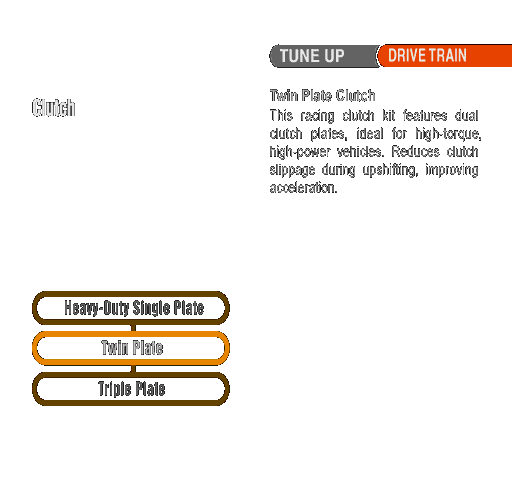 TUNE UP
DRIVE TRAIN
Clutch
Twin Plate Clutch
This racing clutch kit features dual
clutch plates, ideal for high-torque,
high-power vehicles. Reduces clutch
slippage during upshifting, improving
acceleration.
Heavy-Duty Single Plate
Twin Plate
Triple Plate